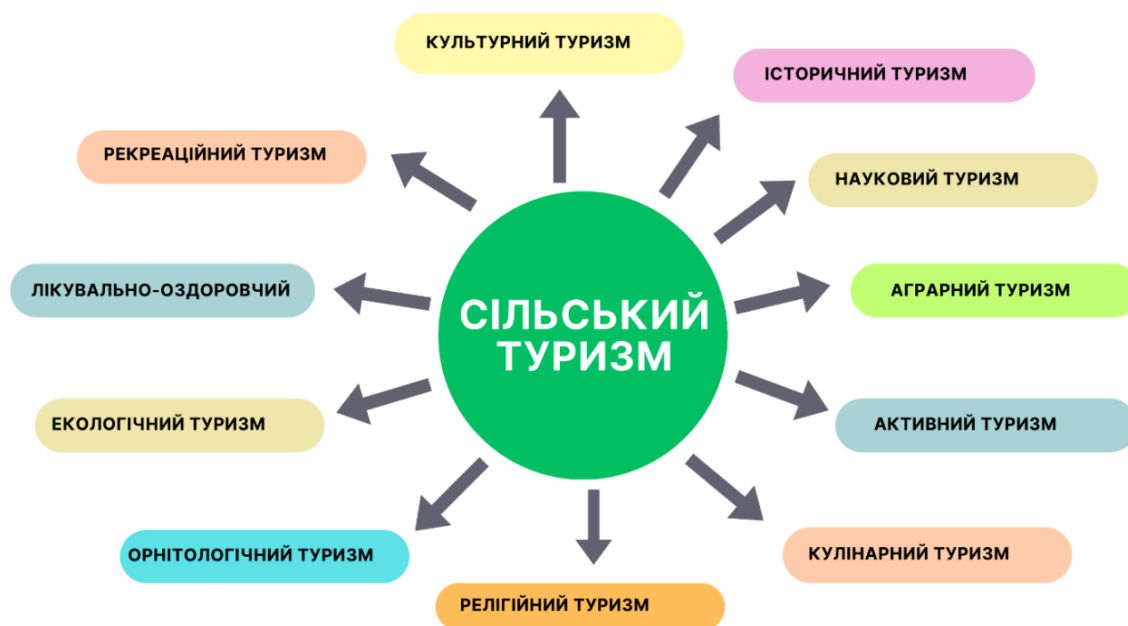 КУЛЬТУРНИЙ ТУРИЗМ
ІСТОРИЧНИЙ ТУРИЗМ
РЕКРЕАЦІЙНИЙ ТУРИЗМ
НАУКОВИЙ ТУРИЗМ
ЛІКУВАЛЬНО-ОЗДОРОВЧИЙ
АГРАРНИЙ ТУРИЗМ
СІЛЬСЬКИЙ
ТУРИЗМ
ЕКОЛОГІЧНИЙ ТУРИЗМ
АКТИВНИЙ ТУРИЗМ
ОРНІТОЛОГІЧНИЙ ТУРИЗМ
КУЛІНАРНИЙ ТУРИЗМ
РЕЛІГІЙНИЙ ТУРИЗМ